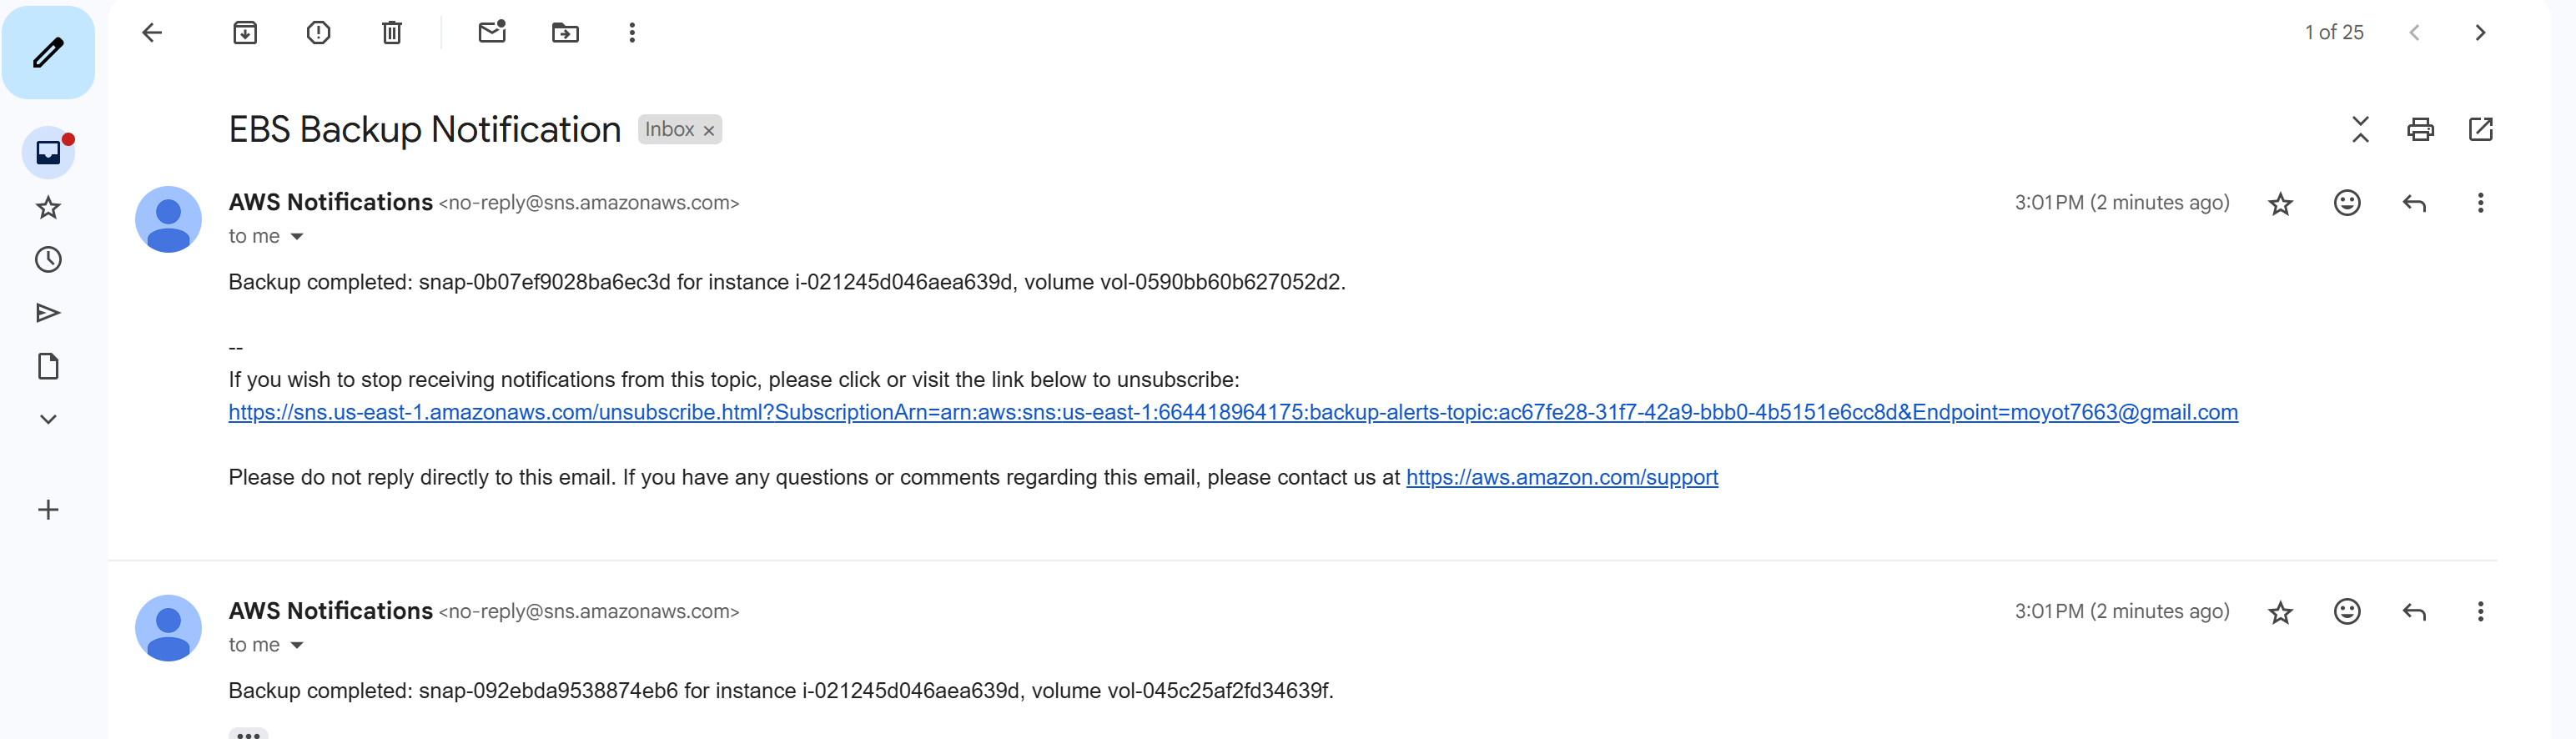 1 of 25
EBS Backup Notification Inbox ×
AWS Notifications <no-reply@sns.amazonaws.com> 3:01 PM (2 minutes ago)
to me
Backup completed: snap-0b07ef9028ba6ec3d for instance i-021245d046aea639d, volume vol-0590bb60b627052d2.
--
If you wish to stop receiving notifications from this topic, please click or visit the link below to unsubscribe:
https://sns.us-east-1.amazonaws.com/unsubscribe.html?SubscriptionArn=arn:aws:sns:us-east-1:664418964175:backup-alerts-topic:ac67fe28-31f7-42a9-bbb0-4b5151e6cc8d&Endpoint=moyot7663@gmail.com
Please do not reply directly to this email. If you have any questions or comments regarding this email, please contact us at https://aws.amazon.com/support
AWS Notifications <no-reply@sns.amazonaws.com> 3:01 PM (2 minutes ago)
to me
Backup completed: snap-092ebda9538874eb6 for instance i-021245d046aea639d, volume vol-045c25af2fd34639f.